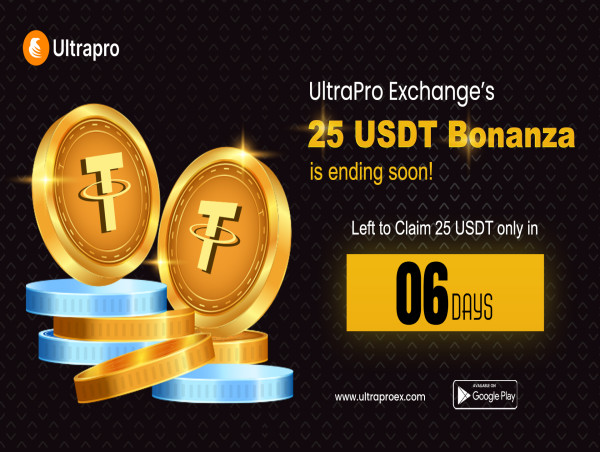 Ultrapro
UltraPro Exchange's
25 USDT Bonanza
is ending soon!
Left to Claim 25 USDT only in
06 DAYS
www.ultraproex.com
AVAILABLE ON
Google Play